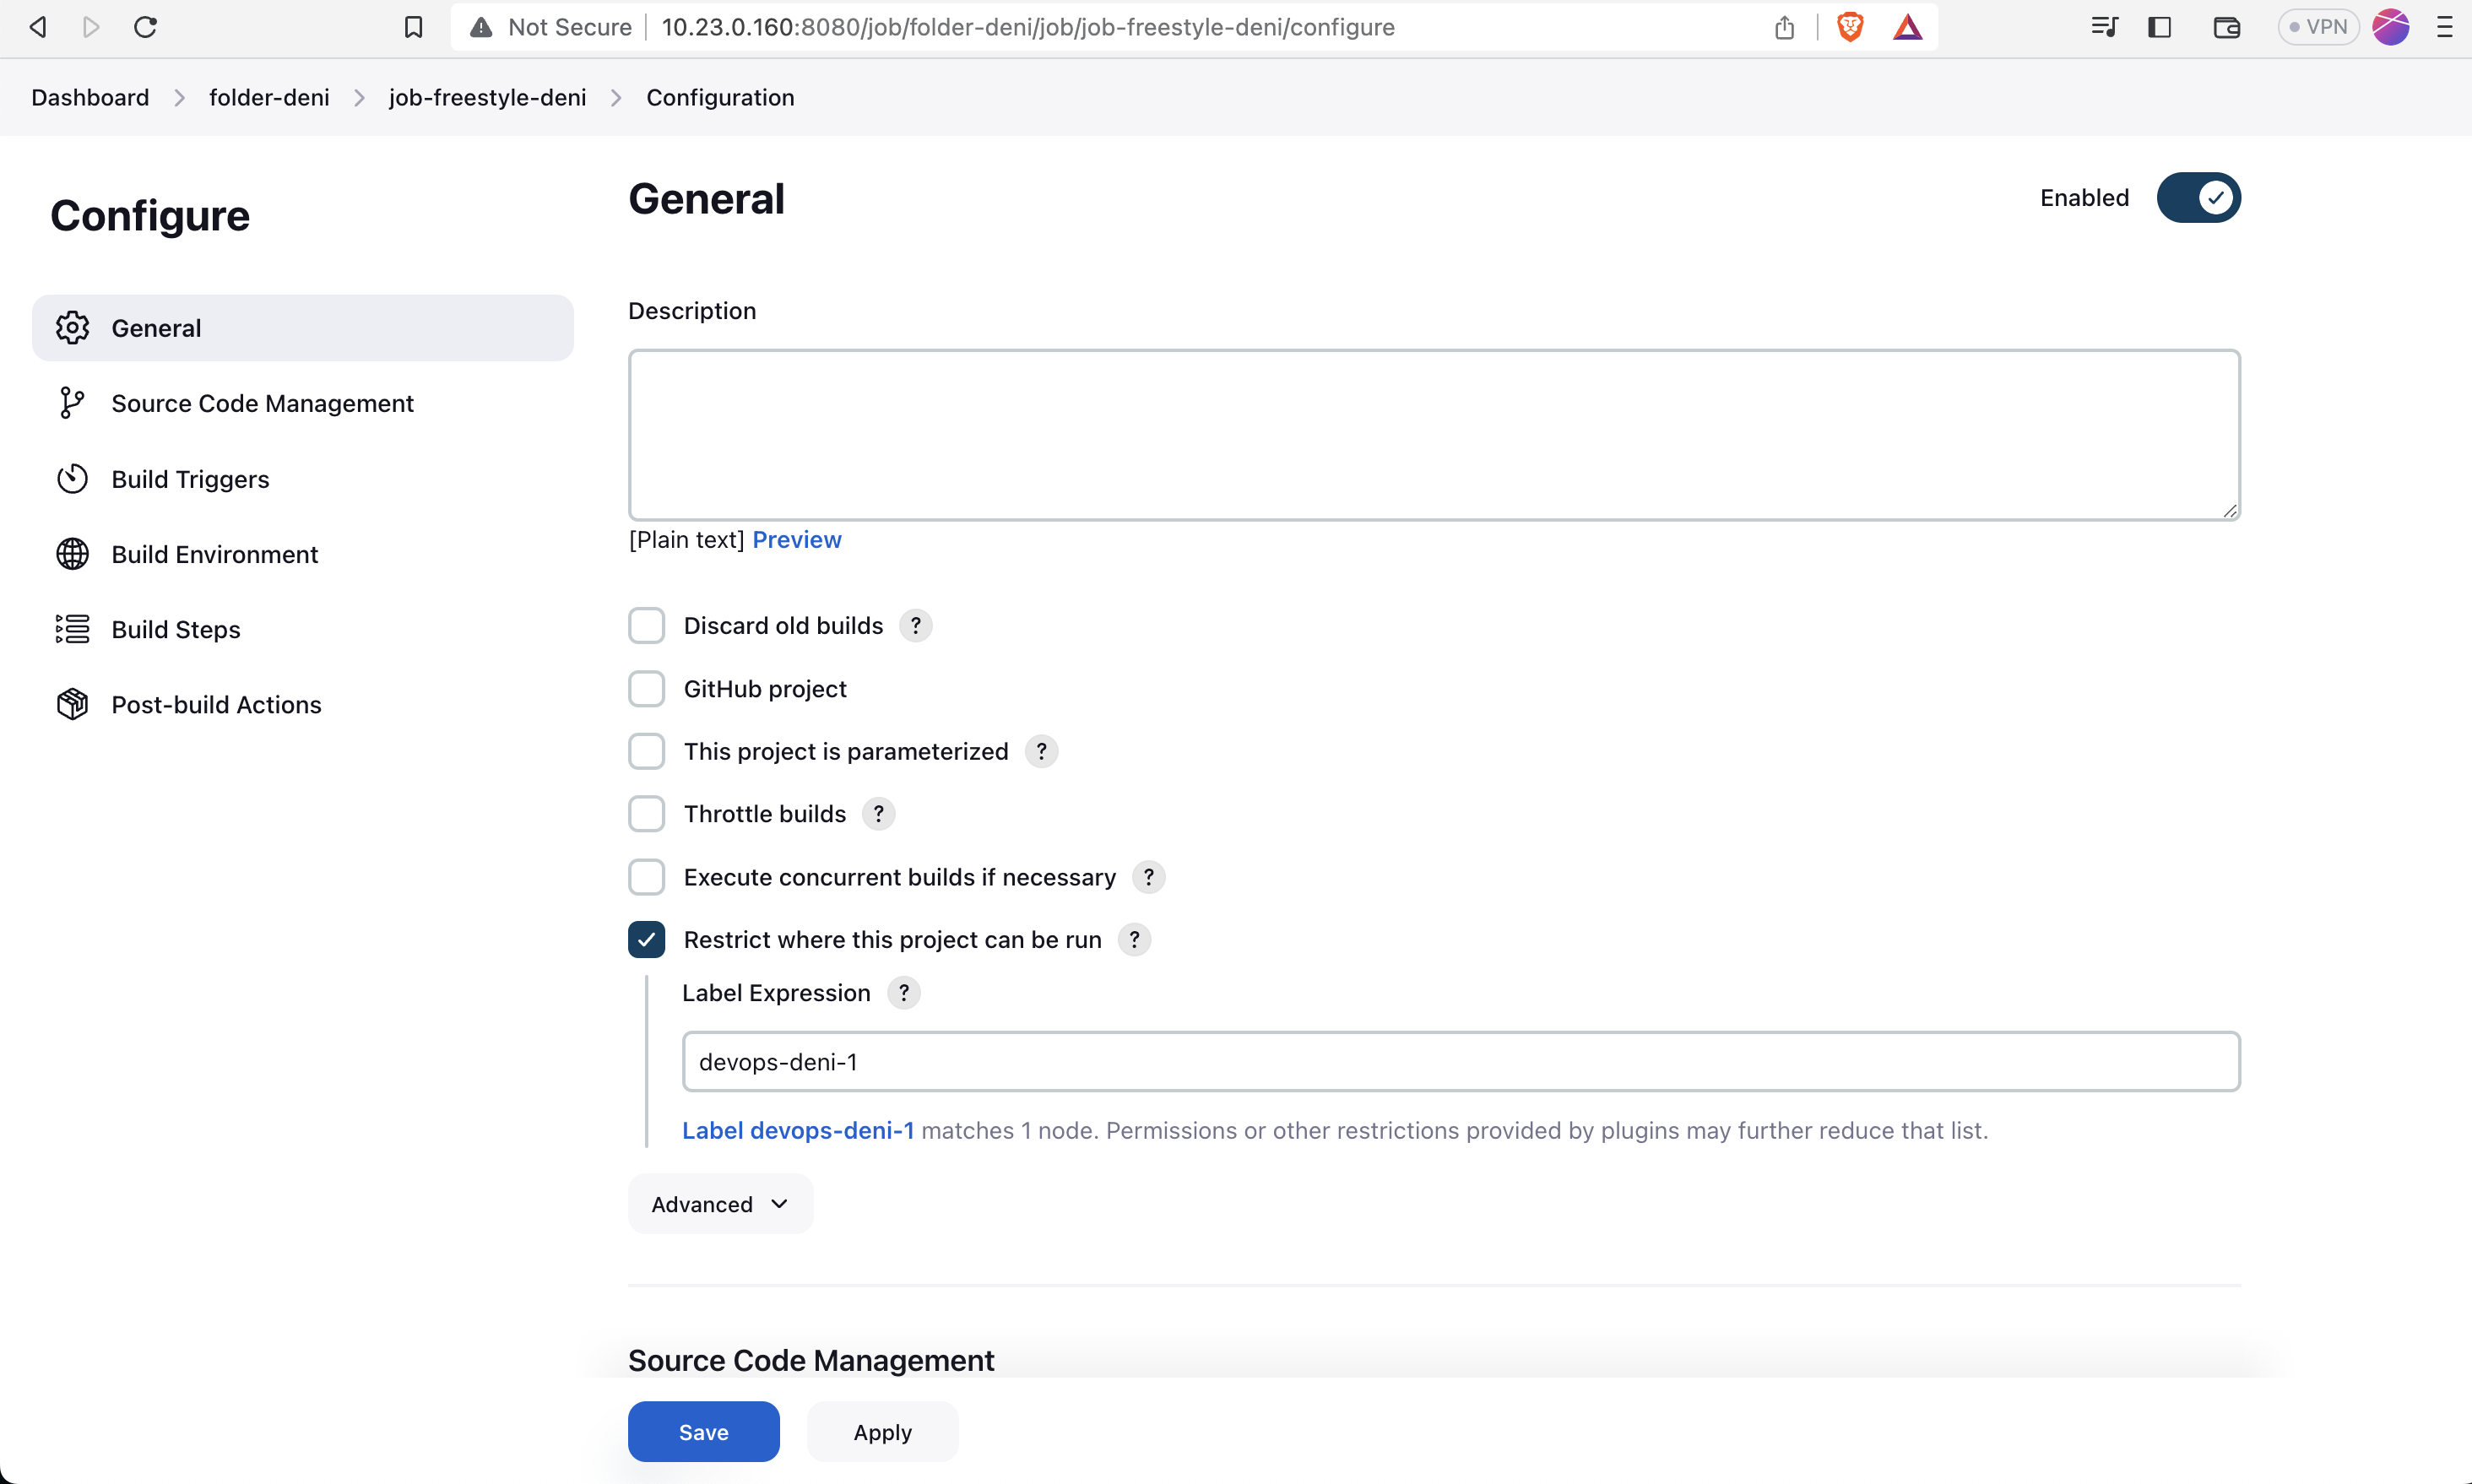 Not Secure 10.23.0.160:8080/job/folder-deni/job/job-freestyle-deni/configure VPN
Dashboard folder-deni job-freestyle-deni Configuration
Configure
General
Source Code Management
Build Triggers
Build Environment
Build Steps
Post-build Actions
General
Enabled
Description
[Plain text] Preview
Discard old builds ?
GitHub project
This project is parameterized ?
Throttle builds ?
Execute concurrent builds if necessary ?
Restrict where this project can be run ?
Label Expression ?
devops-deni-1
Label devops-deni-1 matches 1 node. Permissions or other restrictions provided by plugins may further reduce that list.
Advanced
Source Code Management
Save Apply